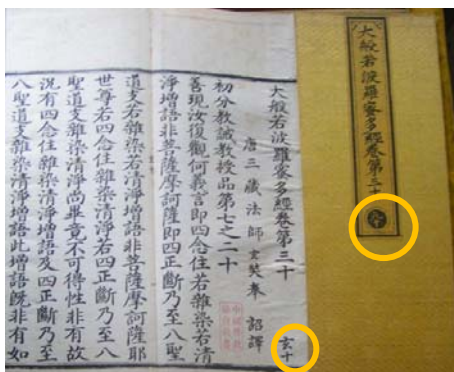 大般若波羅蜜多經卷第三十
大般若波羅蜜多經卷第三十 玄十
唐三藏法師玄奘奉 詔譯
初分教誡教授品第七之二十
善現汝復觀何義言即四念住若雜染若清
淨增語非菩薩摩訶薩即四正斷乃至八聖
道支若雜染若清淨增語非菩薩摩訶薩耶
世尊若四念住雜染清淨若四正斷乃至八
聖道支雜染清淨尚畢竟不可得性非有故
況有四念住雜染清淨增語及四正斷乃至
八聖道支雜染清淨增語此增語既非有如